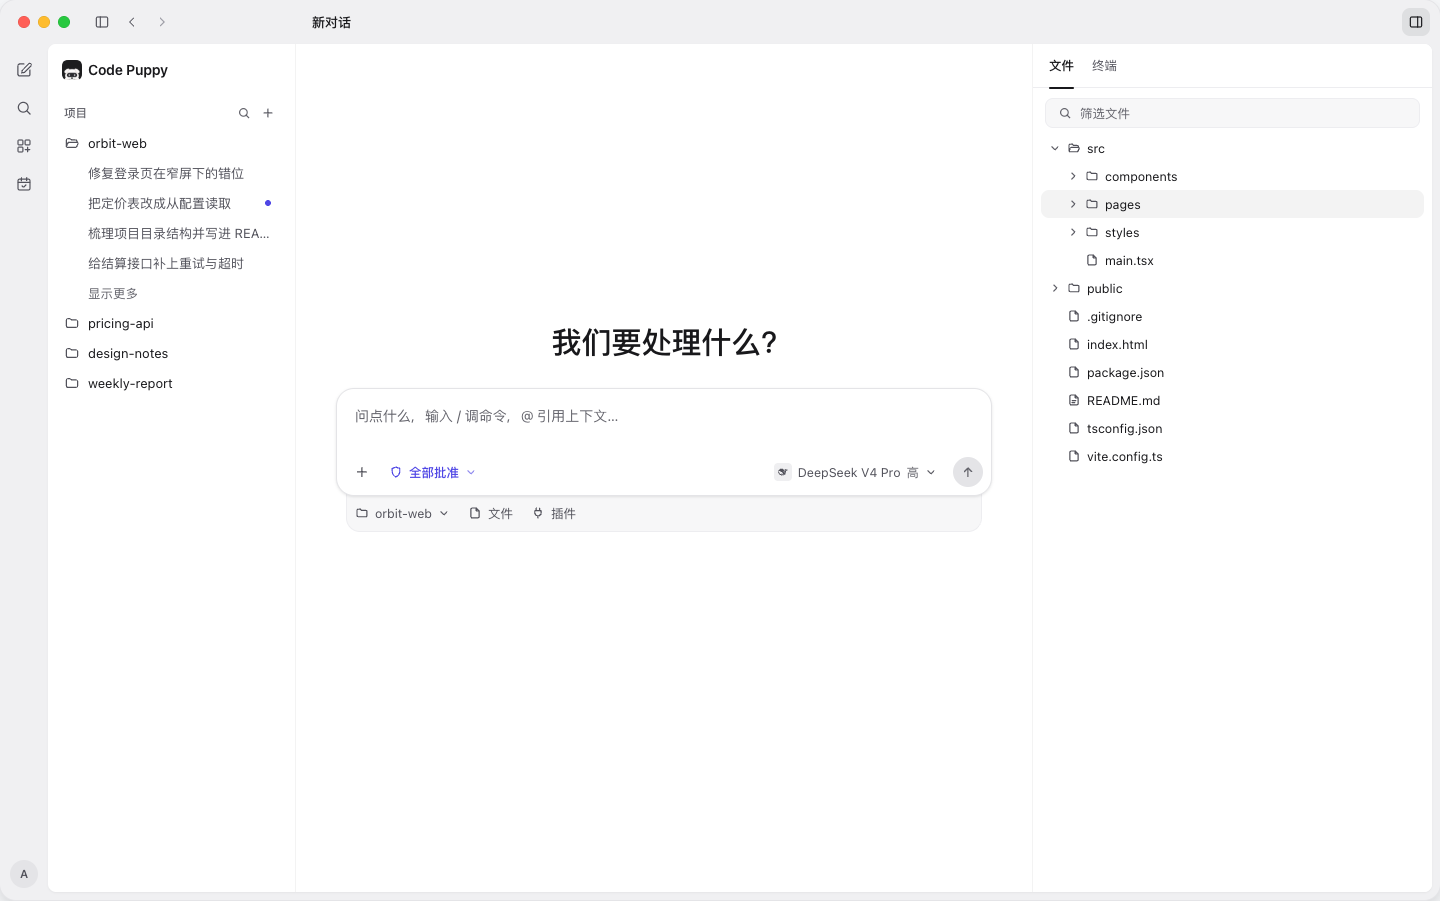 新对话
Code Puppy
项目
orbit-web
修复登录页在窄屏下的错位
把定价表改成从配置读取
梳理项目目录结构并写进 REA...
给结算接口补上重试与超时
显示更多
pricing-api
design-notes
weekly-report
A
我们要处理什么?
问点什么，输入 / 调命令，@ 引用上下文...
全部批准
DeepSeek V4 Pro 高
orbit-web
文件
插件
文件
终端
筛选文件
src
components
pages
styles
main.tsx
public
.gitignore
index.html
package.json
README.md
tsconfig.json
vite.config.ts